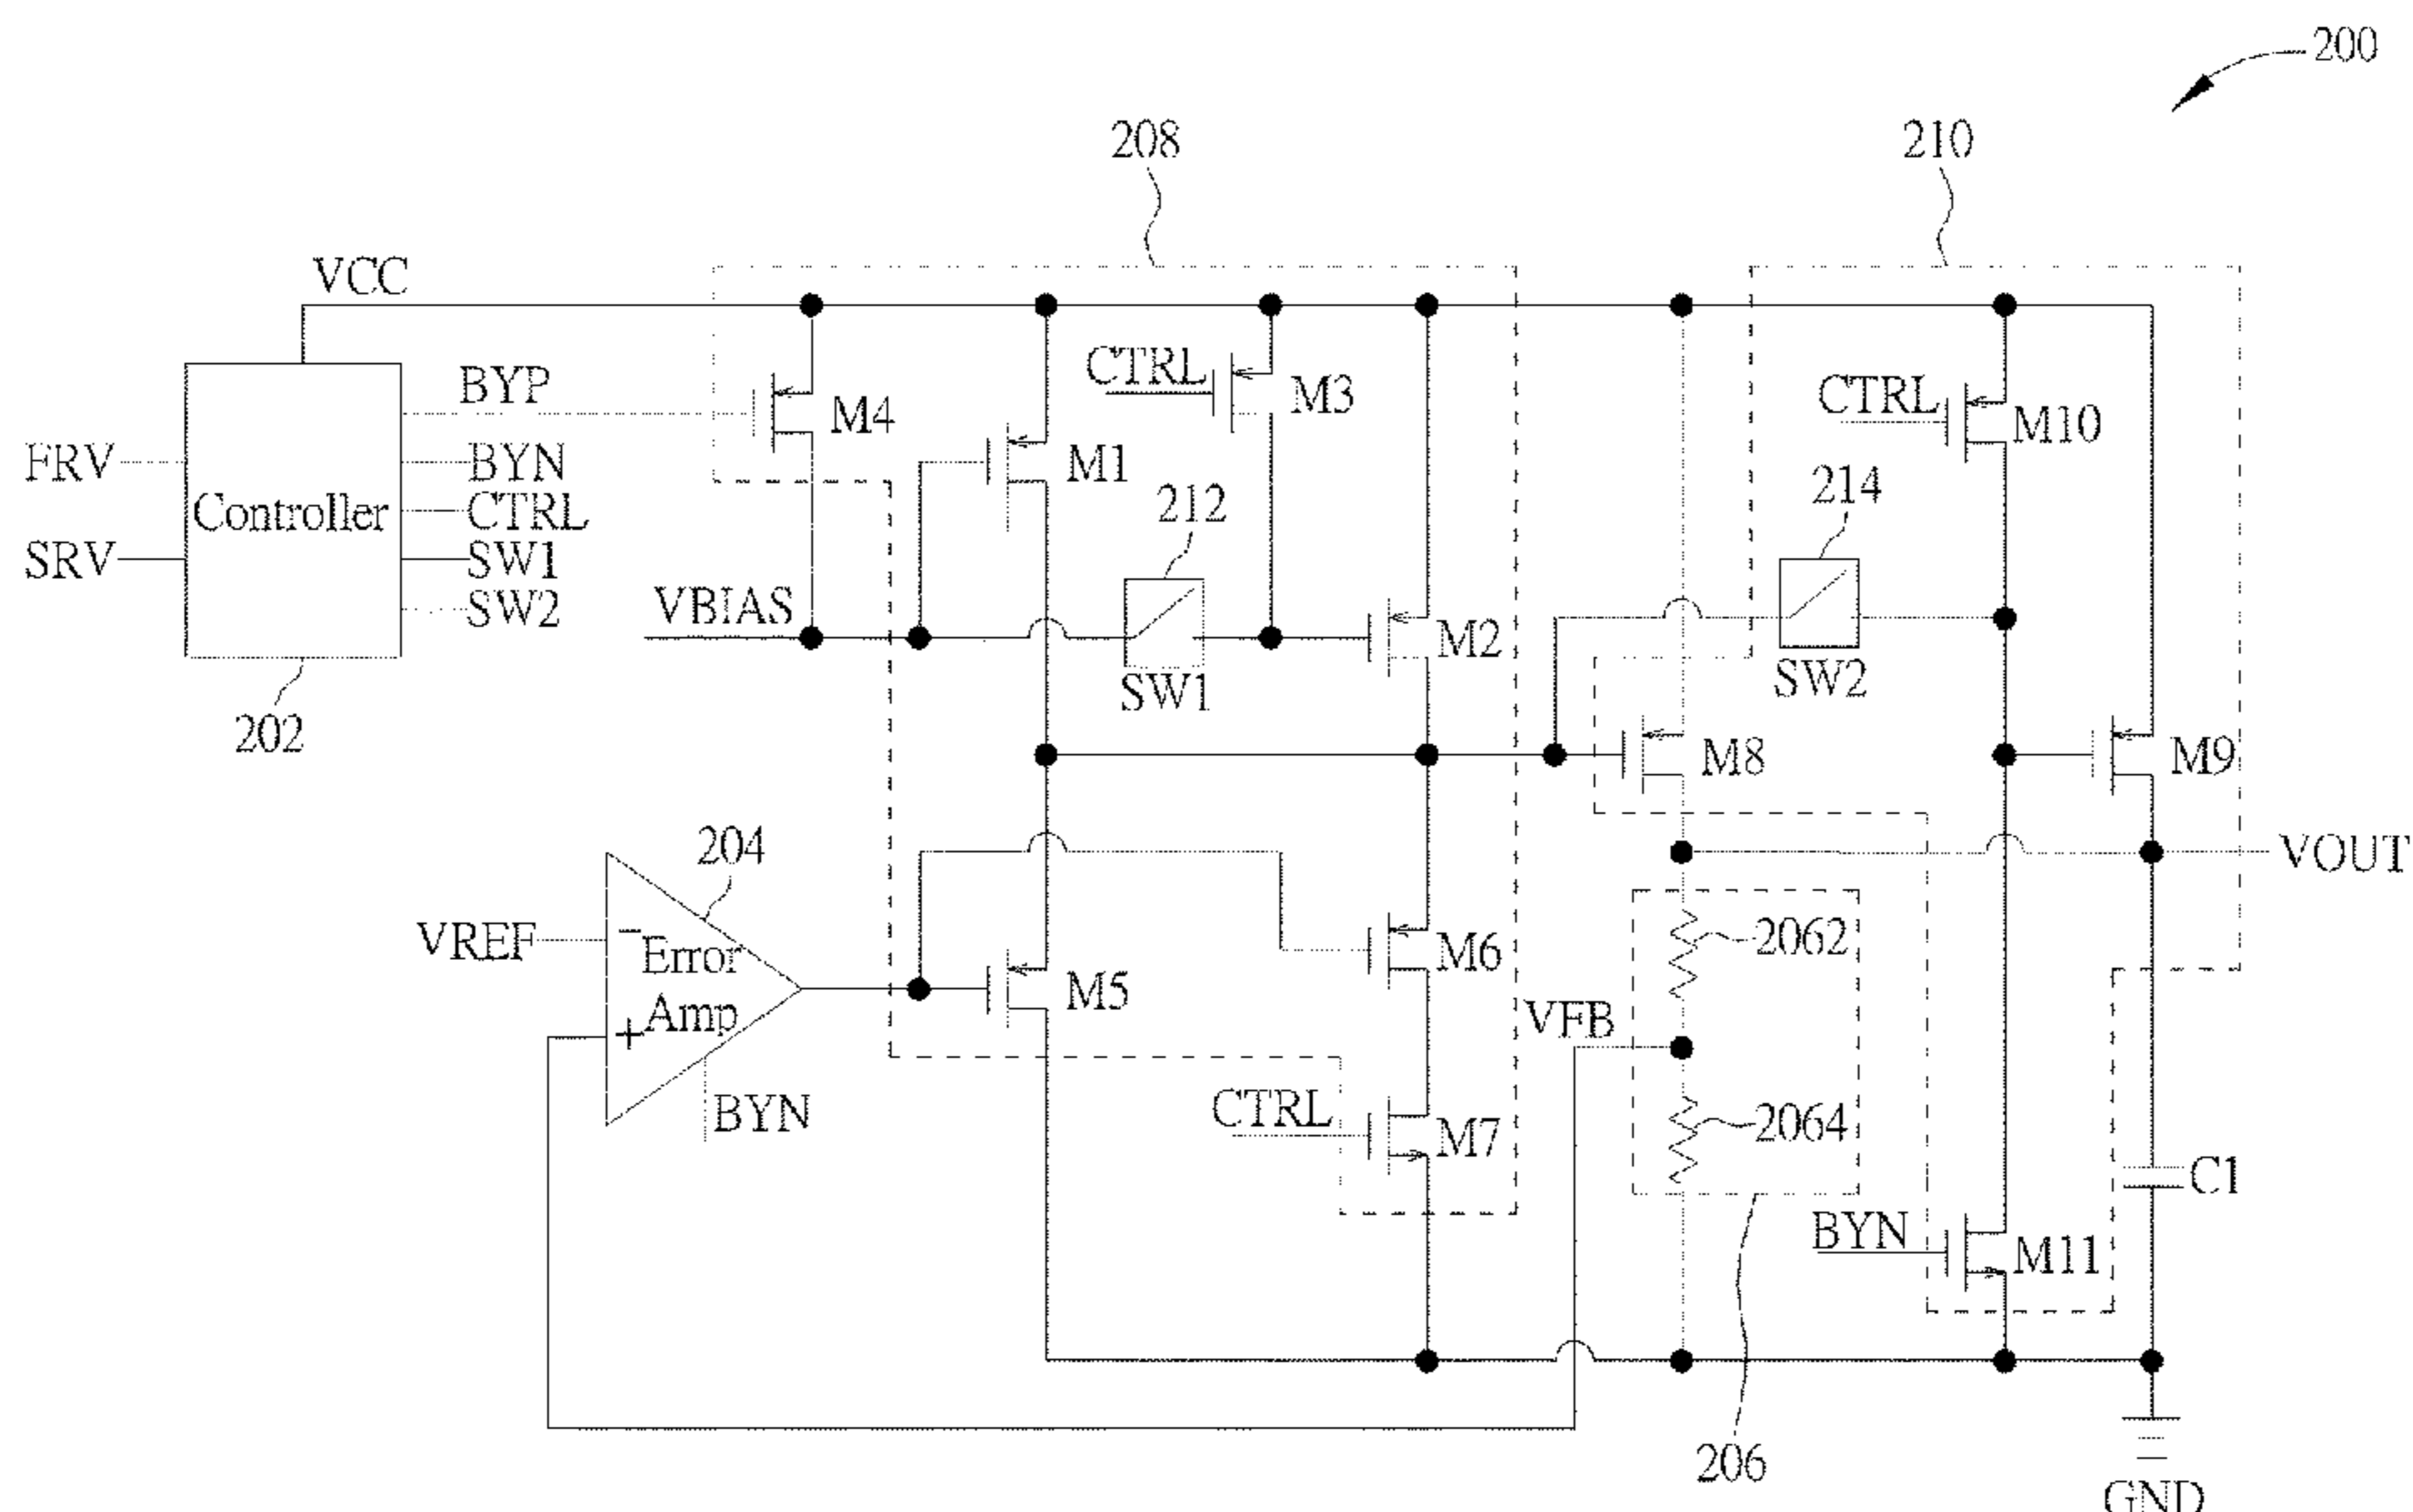 200
208
210
VCC
BYP
CTRL
M3
M4
CTRL
M10
FRV
BYN
M1
Controller
CTRL
212
214
SRV
SW1
SW2
VBIAS
M2
SW1
SW2
202
M8
M9
204
VOUT
VREF
-
Error
Amp
+
M5
M6
2062
VFB
BYN
CTRL
M7
2064
C1
BYN
M11
206
GND